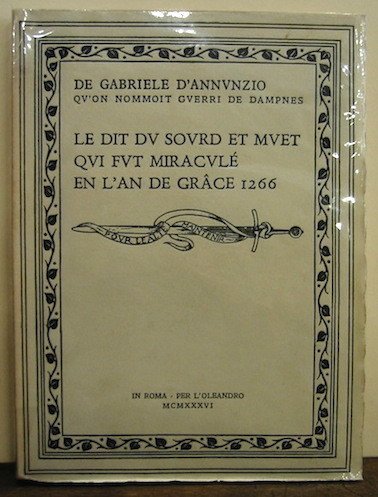 DE GABRIELE D'ANNVNZIO
QV'ON NOMMOIT GVERRI DE DAMPNES
LE DIT DV SOVRD ET MVET
QVI FVT MIRACVLÉ
EN L'AN DE GRÂCE 1266
POUR LEALTÉ MAINTENIR
IN ROMA · PER L'OLEANDRO
MCMXXXVI